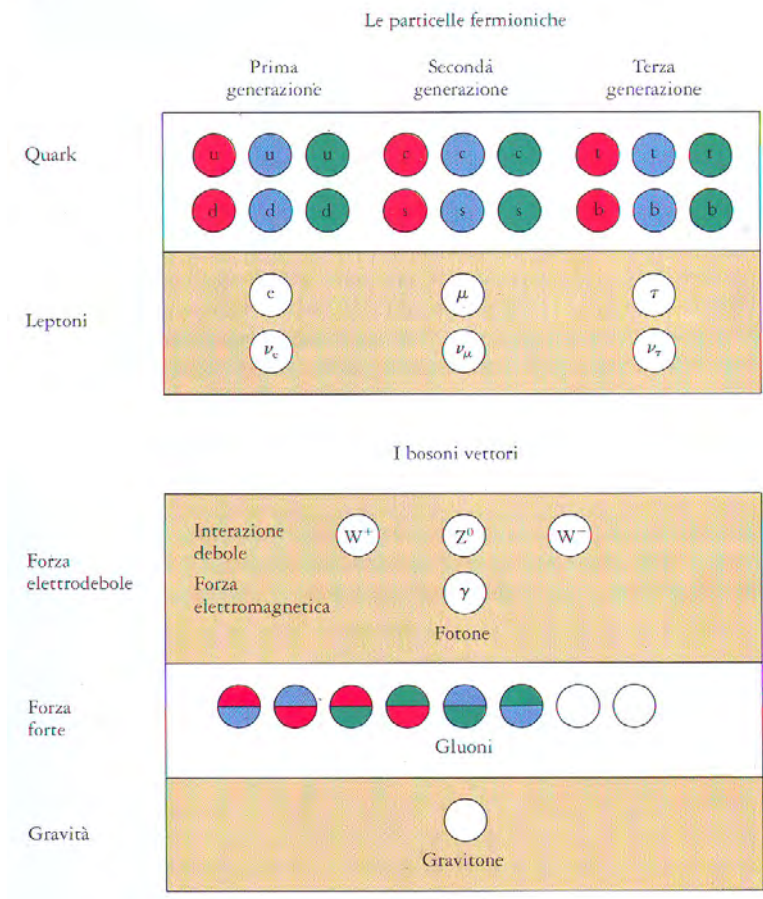 Le particelle fermioniche
Prima generazione
Secondá generazione
Terza generazione
Quark
u u u c c c t t t
d d d s s s b b b
Leptoni
e μ τ
νe νμ ντ
I bosoni vettori
Forza elettrodebole
Interazione debole
W+ Z0 W−
Forza elettromagnetica
γ
Fotone
Forza forte
Gluoni
Gravità
Gravitone